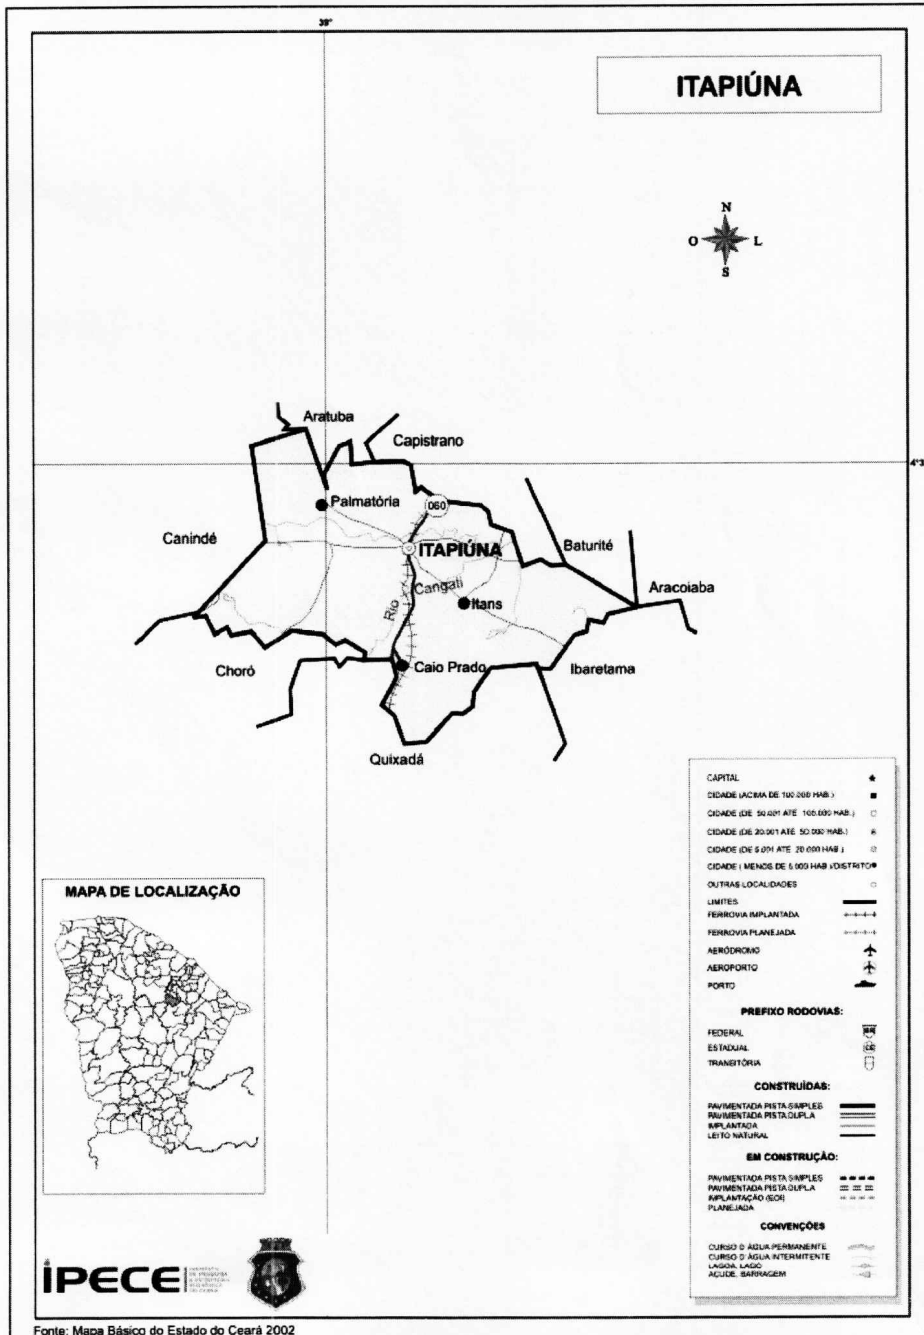 39°
ITAPIÚNA
N
O L
S
Aratuba
Capistrano
4°3
Palmatória
060
Canindé
ITAPIÚNA
Baturité
Rio Cangati
Aracoiaba
Itans
Choró
Caio Prado
Ibaretama
Quixadá
CAPITAL
CIDADE (ACIMA DE 100.000 HAB.)
CIDADE (DE 50.001 ATÉ 100.000 HAB.)
CIDADE (DE 20.001 ATÉ 50.000 HAB.)
CIDADE (DE 5.001 ATÉ 20.000 HAB.)
CIDADE (MENOS DE 5.000 HAB.)/DISTRITO
OUTRAS LOCALIDADES
LIMITES
FERROVIA IMPLANTADA
FERROVIA PLANEJADA
AERÓDROMO
AEROPORTO
PORTO
PREFIXO RODOVIAS:
FEDERAL BR
ESTADUAL CE
TRANSITÓRIA
CONSTRUÍDAS:
PAVIMENTADA PISTA SIMPLES
PAVIMENTADA PISTA DUPLA
IMPLANTADA
LEITO NATURAL
EM CONSTRUÇÃO:
PAVIMENTADA PISTA SIMPLES
PAVIMENTADA PISTA DUPLA
IMPLANTAÇÃO (EOI)
PLANEJADA
CONVENÇÕES
CURSO D'ÁGUA PERMANENTE
CURSO D'ÁGUA INTERMITENTE
LAGOA, LAGO
AÇUDE, BARRAGEM
MAPA DE LOCALIZAÇÃO
IPECE
Fonte: Mapa Básico do Estado do Ceará 2002